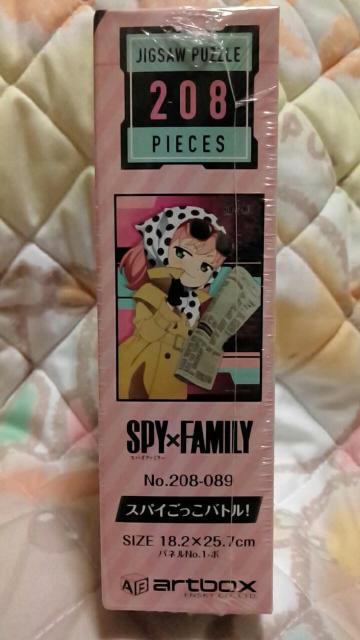 JIGSAW PUZZLE
208
PIECES
SPY×FAMILY
スパイファミリー
No.208-089
スパイごっこバトル!
SIZE 18.2×25.7cm
パネルNo.1-ボ
AE artbox
ENSKY CO.,LTD.